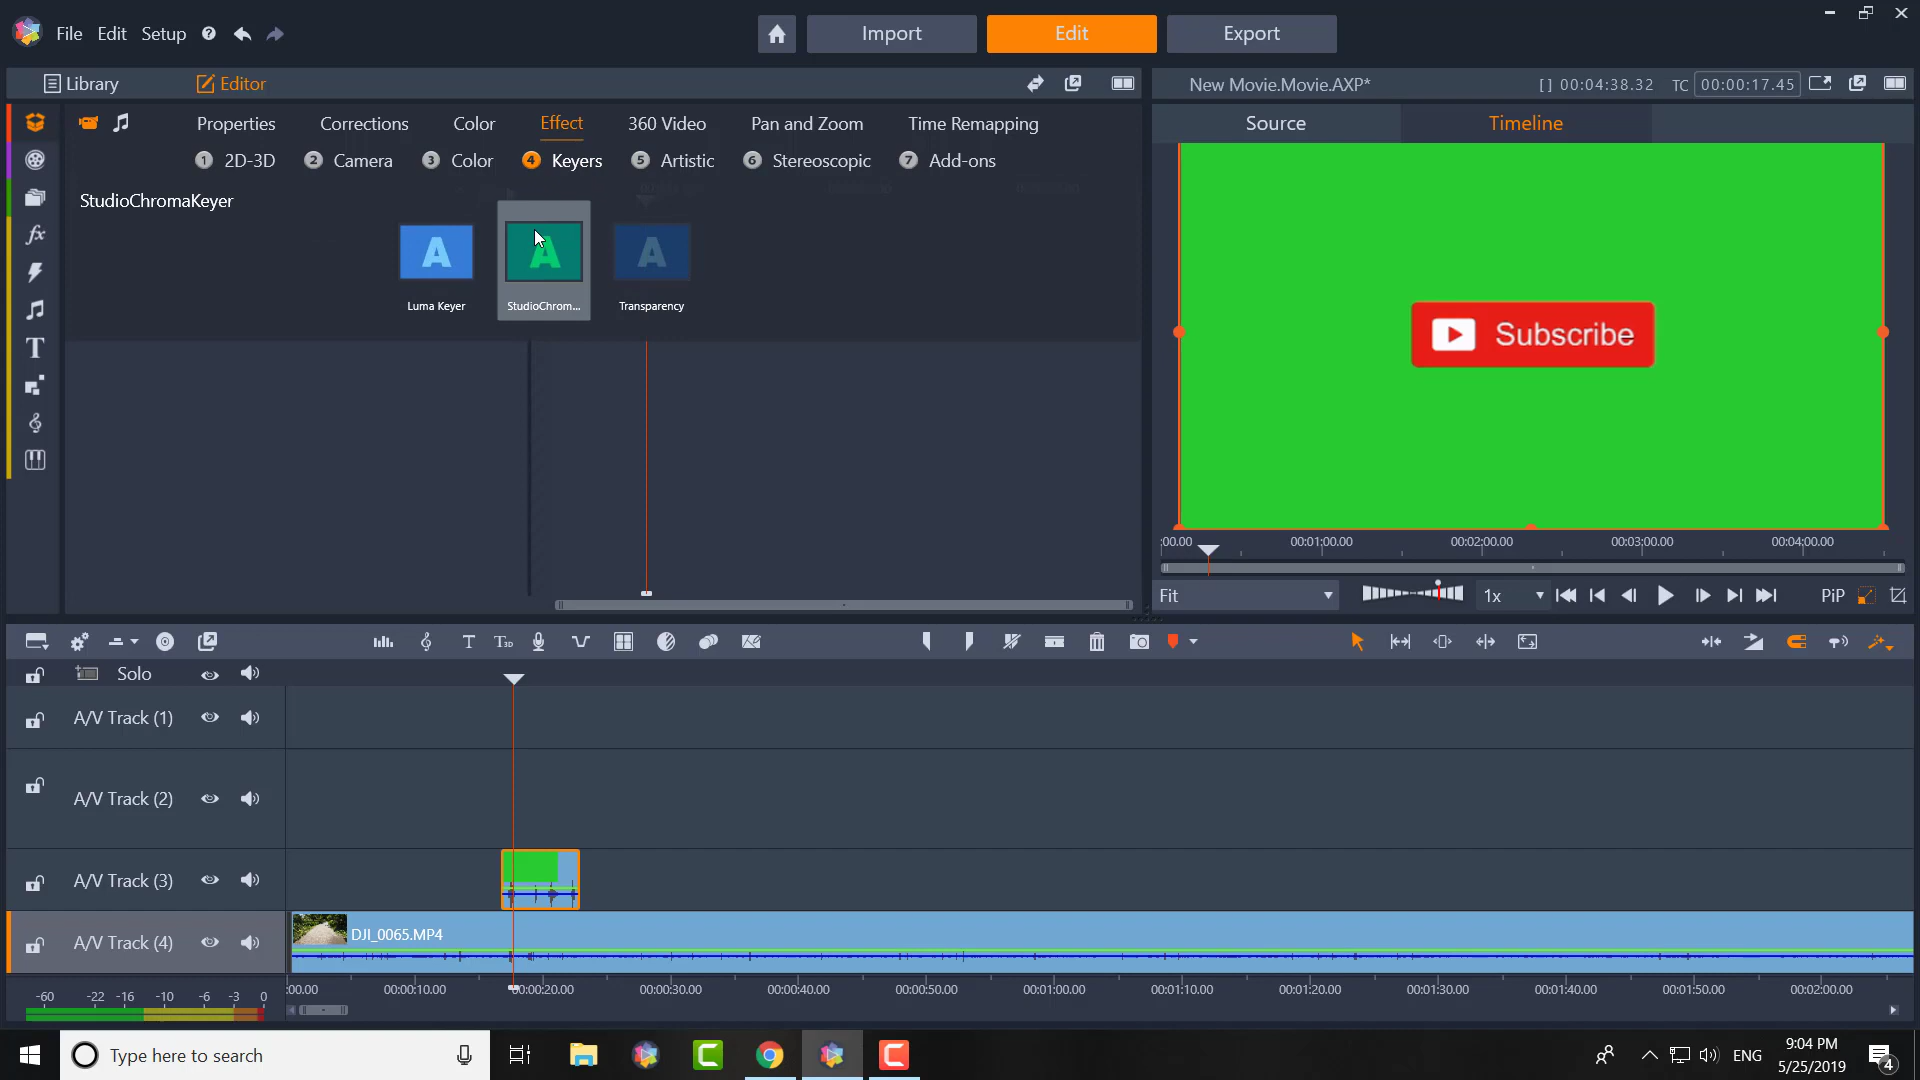 File Edit Setup
Import Edit Export
Library Editor
New Movie.Movie.AXP* [ ] 00:04:38.32 TC 00:00:17.45
Properties Corrections Color Effect 360 Video Pan and Zoom Time Remapping
Source Timeline
1 2D-3D 2 Camera 3 Color 4 Keyers 5 Artistic 6 Stereoscopic 7 Add-ons
StudioChromaKeyer
Luma Keyer StudioChrom... Transparency
Subscribe
:00.00 00:01:00.00 00:02:00.00 00:03:00.00 00:04:00.00
Fit 1x PiP
Solo
A/V Track (1)
A/V Track (2)
A/V Track (3)
A/V Track (4)
DJI_0065.MP4
:00.00 00:00:10.00 00:00:20.00 00:00:30.00 00:00:40.00 00:00:50.00 00:01:00.00 00:01:10.00 00:01:20.00 00:01:30.00 00:01:40.00 00:01:50.00 00:02:00.00
-60 -22 -16 -10 -6 -3 0
Type here to search
ENG
9:04 PM
5/25/2019
4